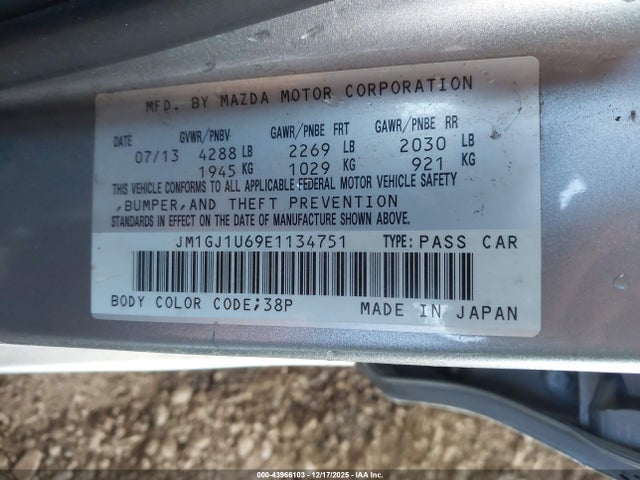 MFD. BY MAZDA MOTOR CORPORATION
DATE GVWR/PNBV GAWR/PNBE FRT GAWR/PNBE RR
07/13 4288 LB 2269 LB 2030 LB
1945 KG 1029 KG 921 KG
THIS VEHICLE CONFORMS TO ALL APPLICABLE FEDERAL MOTOR VEHICLE SAFETY
,BUMPER,AND THEFT PREVENTION
STANDARDS IN EFFECT ON THE DATE OF MANUFACTURE SHOWN ABOVE.
JM1GJ1U69E1134751 TYPE: PASS CAR
BODY COLOR CODE;38P MADE IN JAPAN
000-43966103 - 12/17/2025 - IAA Inc.